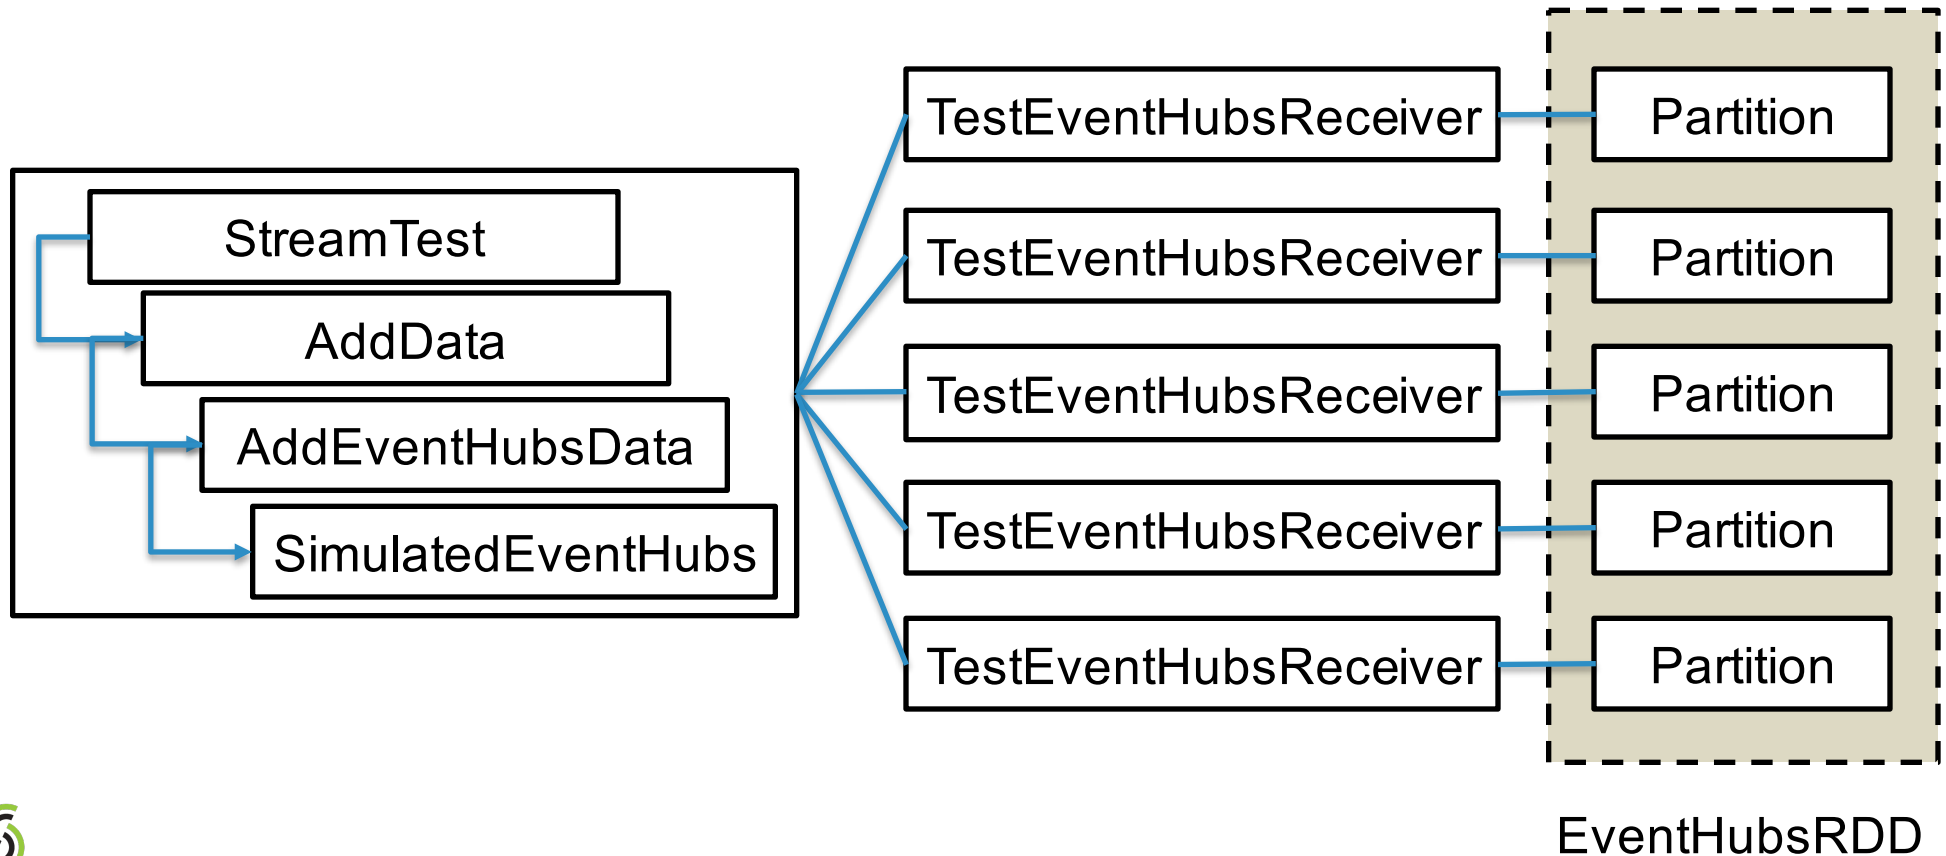 StreamTest
AddData
AddEventHubsData
SimulatedEventHubs
TestEventHubsReceiver
Partition
TestEventHubsReceiver
Partition
TestEventHubsReceiver
Partition
TestEventHubsReceiver
Partition
TestEventHubsReceiver
Partition
EventHubsRDD